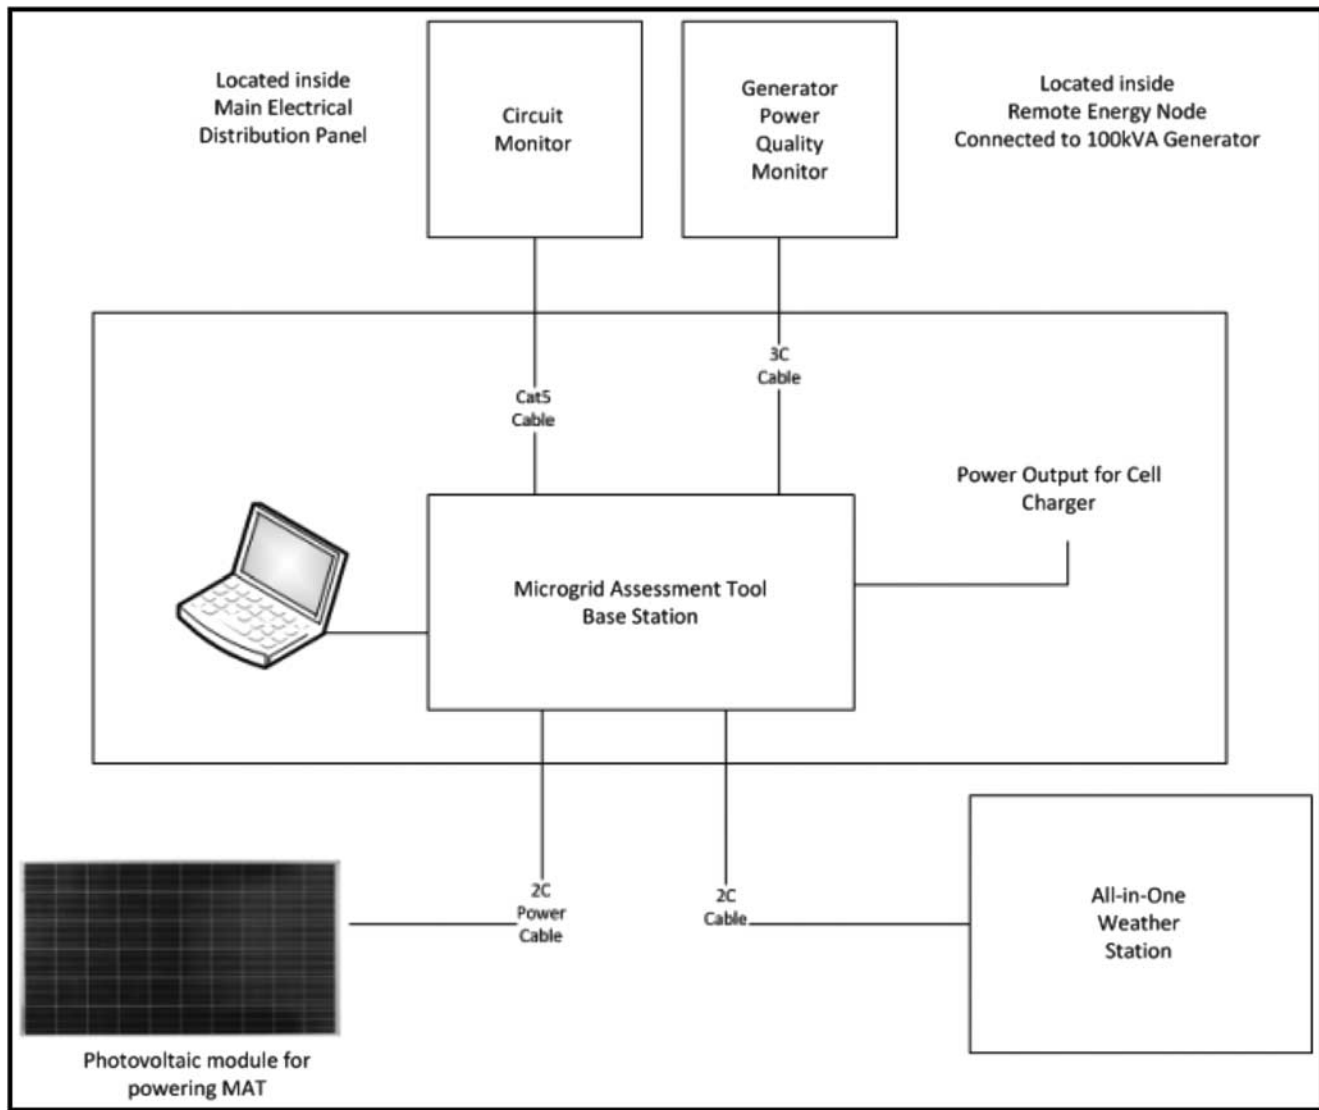 Located inside
Main Electrical
Distribution Panel
Circuit
Monitor
Generator
Power
Quality
Monitor
Located inside
Remote Energy Node
Connected to 100kVA Generator
3C
Cable
Cat5
Cable
Power Output for Cell
Charger
Microgrid Assessment Tool
Base Station
2C
Power
Cable
2C
Cable
All-in-One
Weather
Station
Photovoltaic module for
powering MAT